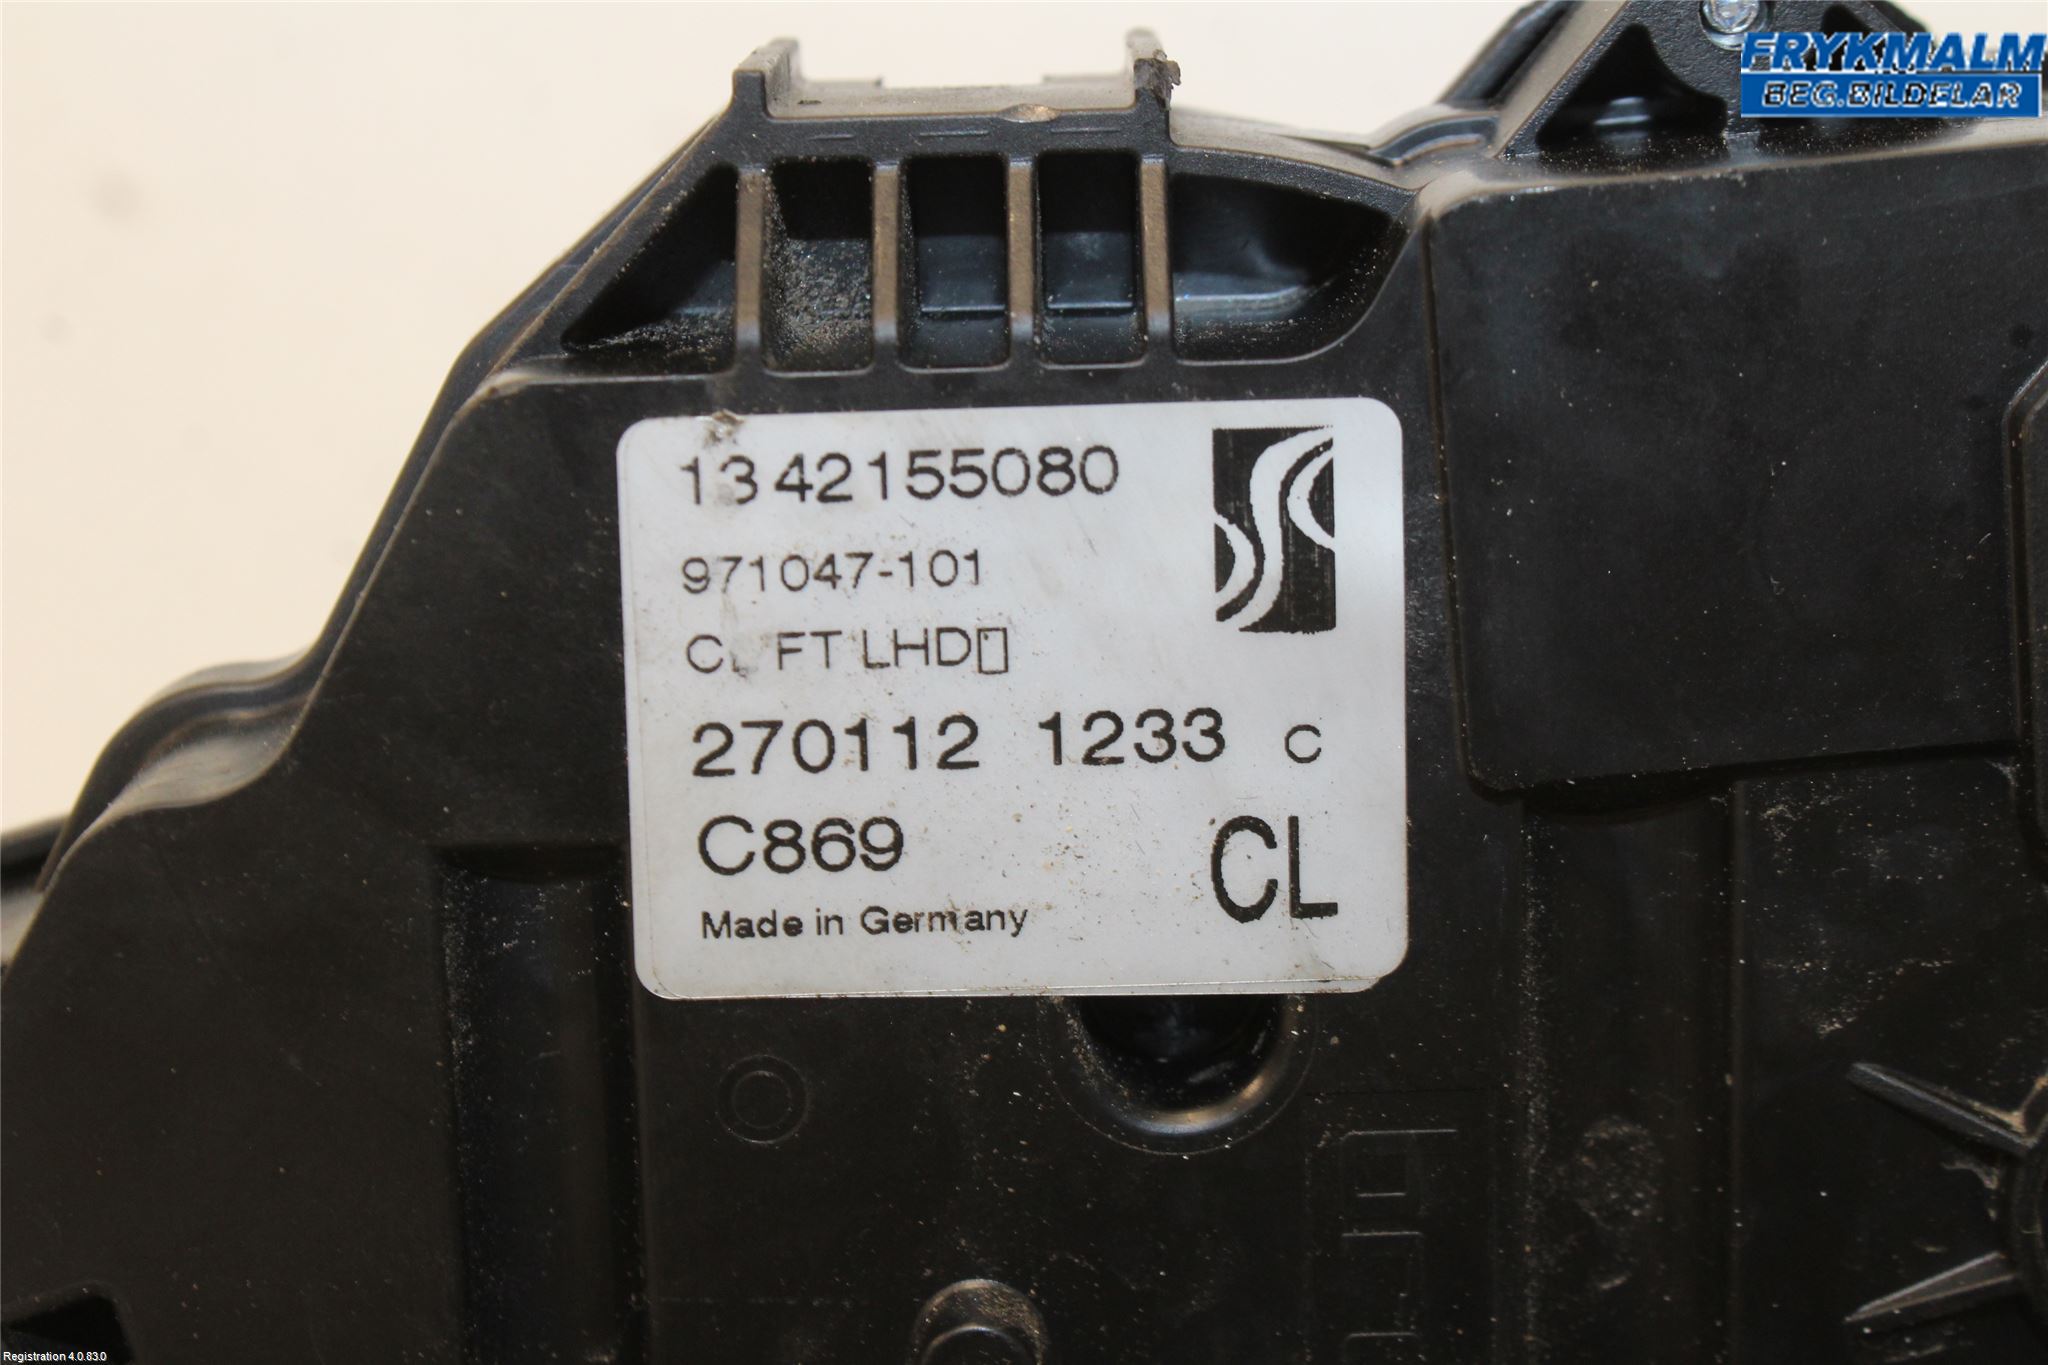 FRYKMALM
BEG.BILDELAR
1342155080
971047-101
FT LHD▯
270112 1233 C
C869
CL
Made in Germany
Registration 4.0.83.0